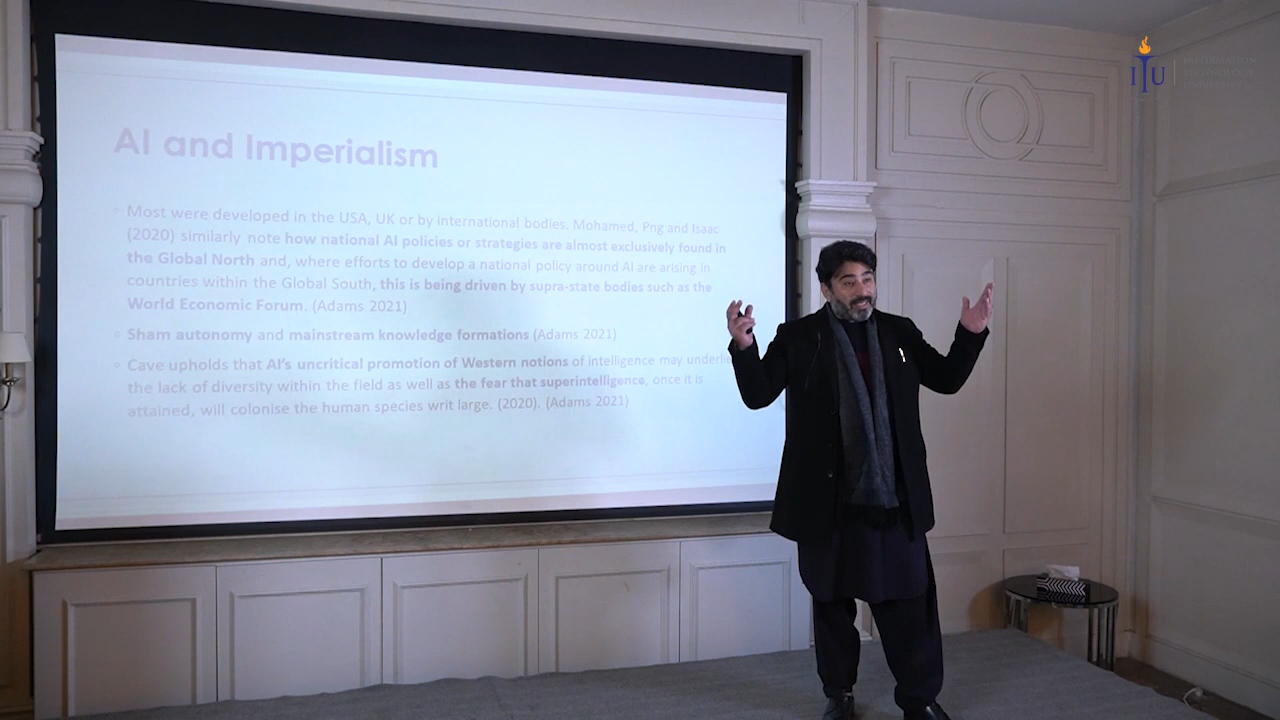 AI and Imperialism
Most were developed in the USA, UK or by international bodies. Mohamed, Png and Isaac
(2020) similarly note how national AI policies or strategies are almost exclusively found in
the Global North and, where efforts to develop a national policy around AI are arising in
countries within the Global South, this is being driven by supra-state bodies such as the
World Economic Forum. (Adams 2021)
Sham autonomy and mainstream knowledge formations (Adams 2021)
Cave upholds that AI's uncritical promotion of Western notions of intelligence may underli
the lack of diversity within the field as well as the fear that superintelligence, once it is
attained, will colonise the human species writ large. (2020). (Adams 2021)
ITU
INFORMATION
TECHNOLOGY
UNIVERSITY